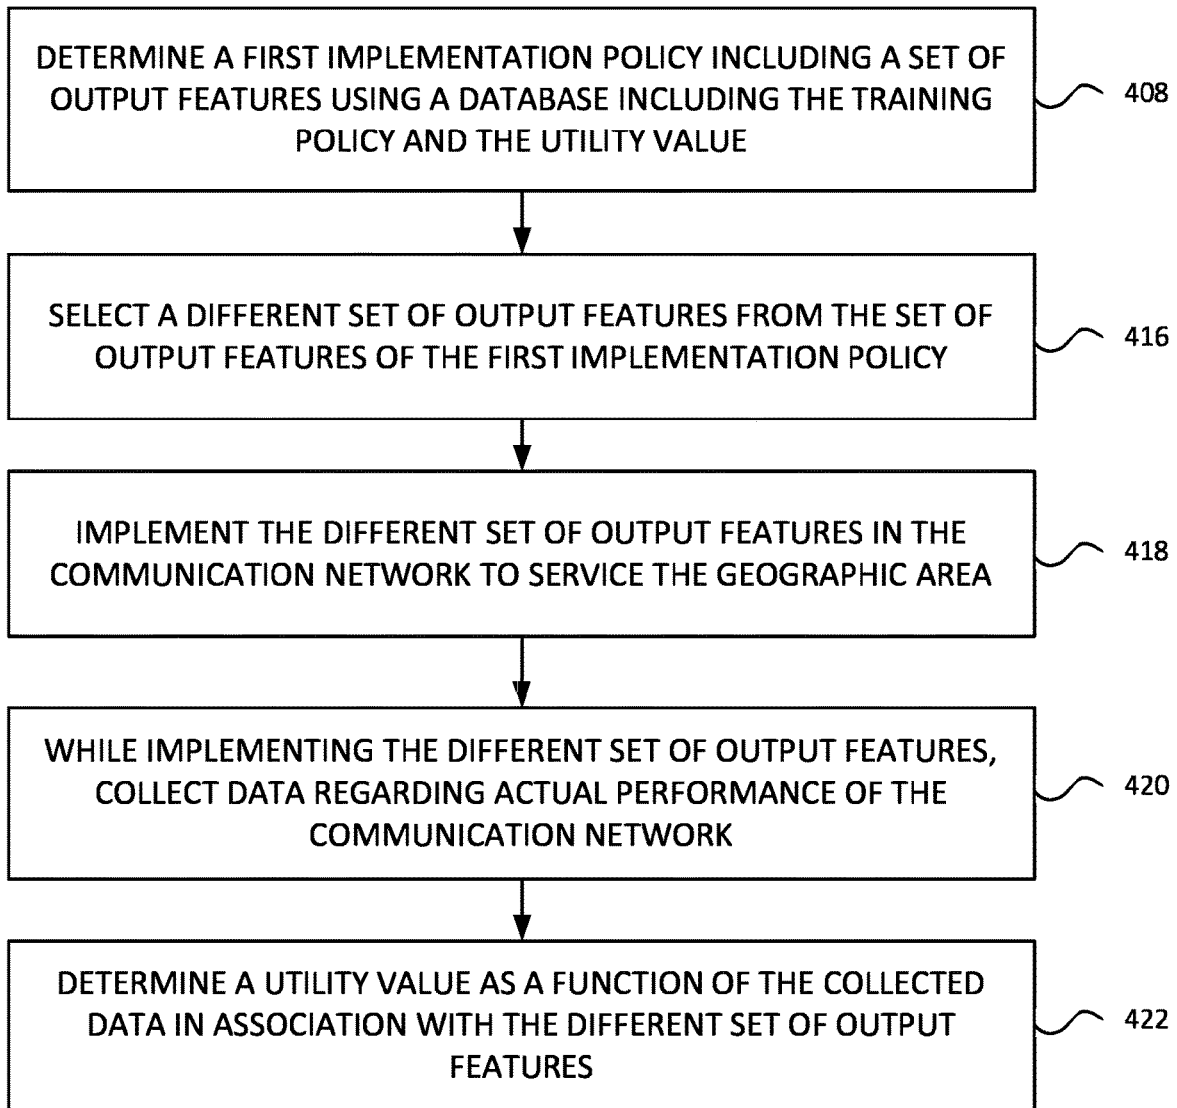 DETERMINE A FIRST IMPLEMENTATION POLICY INCLUDING A SET OF
OUTPUT FEATURES USING A DATABASE INCLUDING THE TRAINING
POLICY AND THE UTILITY VALUE
408
SELECT A DIFFERENT SET OF OUTPUT FEATURES FROM THE SET OF
OUTPUT FEATURES OF THE FIRST IMPLEMENTATION POLICY
416
IMPLEMENT THE DIFFERENT SET OF OUTPUT FEATURES IN THE
COMMUNICATION NETWORK TO SERVICE THE GEOGRAPHIC AREA
418
WHILE IMPLEMENTING THE DIFFERENT SET OF OUTPUT FEATURES,
COLLECT DATA REGARDING ACTUAL PERFORMANCE OF THE
COMMUNICATION NETWORK
420
DETERMINE A UTILITY VALUE AS A FUNCTION OF THE COLLECTED
DATA IN ASSOCIATION WITH THE DIFFERENT SET OF OUTPUT
FEATURES
422